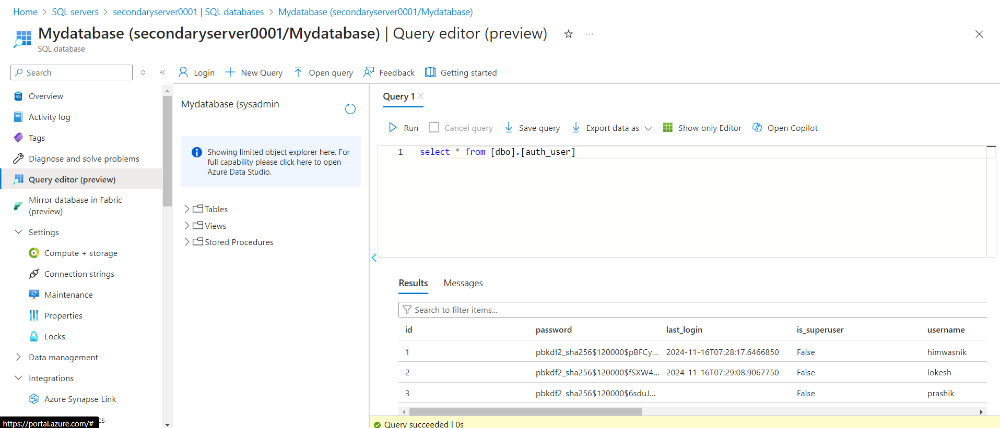 Home > SQL servers > secondaryserver0001 | SQL databases > Mydatabase (secondaryserver0001/Mydatabase)
Mydatabase (secondaryserver0001/Mydatabase) | Query editor (preview)
SQL database
Search
Login
New Query
Open query
Feedback
Getting started
Overview
Activity log
Tags
Diagnose and solve problems
Query editor (preview)
Mirror database in Fabric
(preview)
Settings
Compute + storage
Connection strings
Maintenance
Properties
Locks
Data management
Integrations
Azure Synapse Link
https://portal.azure.com/#
Mydatabase (sysadmin
Showing limited object explorer here. For
full capability please click here to open
Azure Data Studio.
Tables
Views
Stored Procedures
Query 1
Run
Cancel query
Save query
Export data as
Show only Editor
Open Copilot
1 select * from [dbo].[auth_user]
Results Messages
Search to filter items...
id password last_login is_superuser username
1 pbkdf2_sha256$120000$pBFCy... 2024-11-16T07:28:17.6466850 False himwasnik
2 pbkdf2_sha256$120000$fSXW4... 2024-11-16T07:29:08.9067750 False lokesh
3 pbkdf2_sha256$120000$6sduJ... False prashik
Query succeeded | 0s